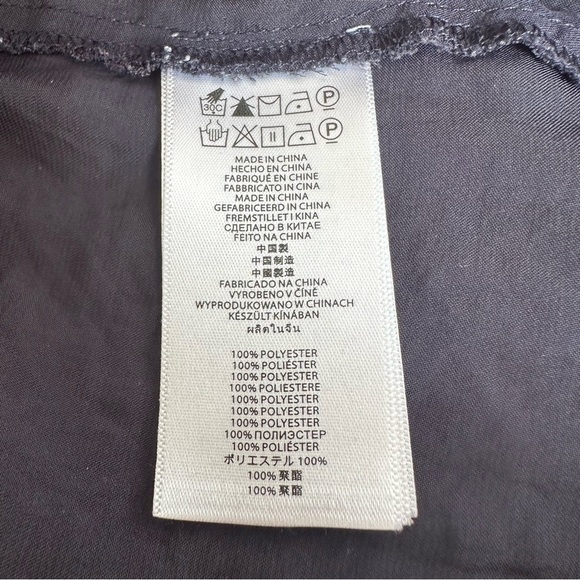 30C P
P
MADE IN CHINA
HECHO EN CHINA
FABRIQUÉ EN CHINE
FABBRICATO IN CINA
MADE IN CHINA
GEFABRICEERD IN CHINA
FREMSTILLET I KINA
СДЕЛАНО В КИТАЕ
FEITO NA CHINA
中国製
中国制造
中國製造
FABRICADO NA CHINA
VYROBENO V ČÍNĚ
WYPRODUKOWANO W CHINACH
KÉSZÜLT KÍNÁBAN
ผลิตในจีน
100% POLYESTER
100% POLIÉSTER
100% POLYESTER
100% POLIESTERE
100% POLYESTER
100% POLYESTER
100% POLYESTER
100% ПОЛИЭСТЕР
100% POLIÉSTER
ポリエステル 100%
100% 聚酯
100% 聚酯